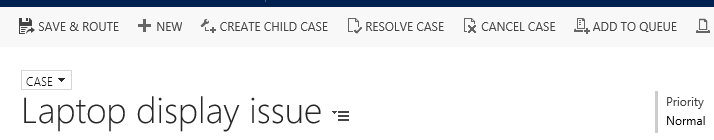 SAVE & ROUTE NEW CREATE CHILD CASE RESOLVE CASE CANCEL CASE ADD TO QUEUE
CASE
Laptop display issue
Priority
Normal